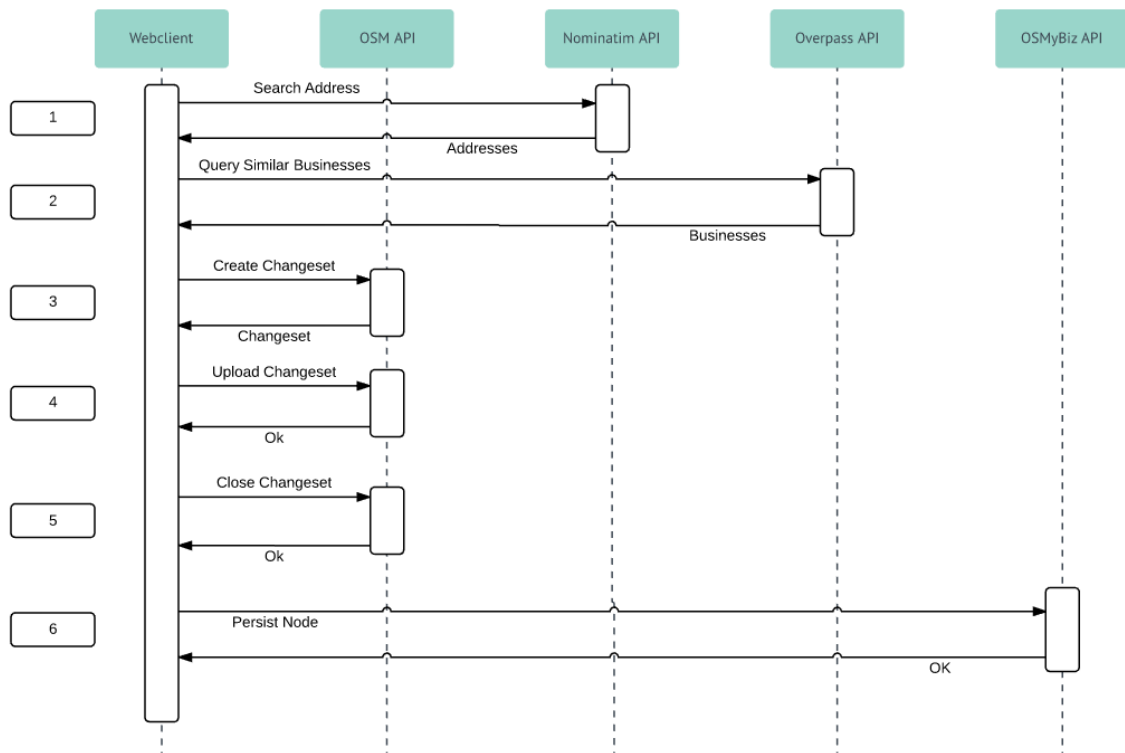 Webclient
OSM API
Nominatim API
Overpass API
OSMyBiz API
1
Search Address
Addresses
2
Query Similar Businesses
Businesses
3
Create Changeset
Changeset
4
Upload Changeset
Ok
5
Close Changeset
Ok
6
Persist Node
OK